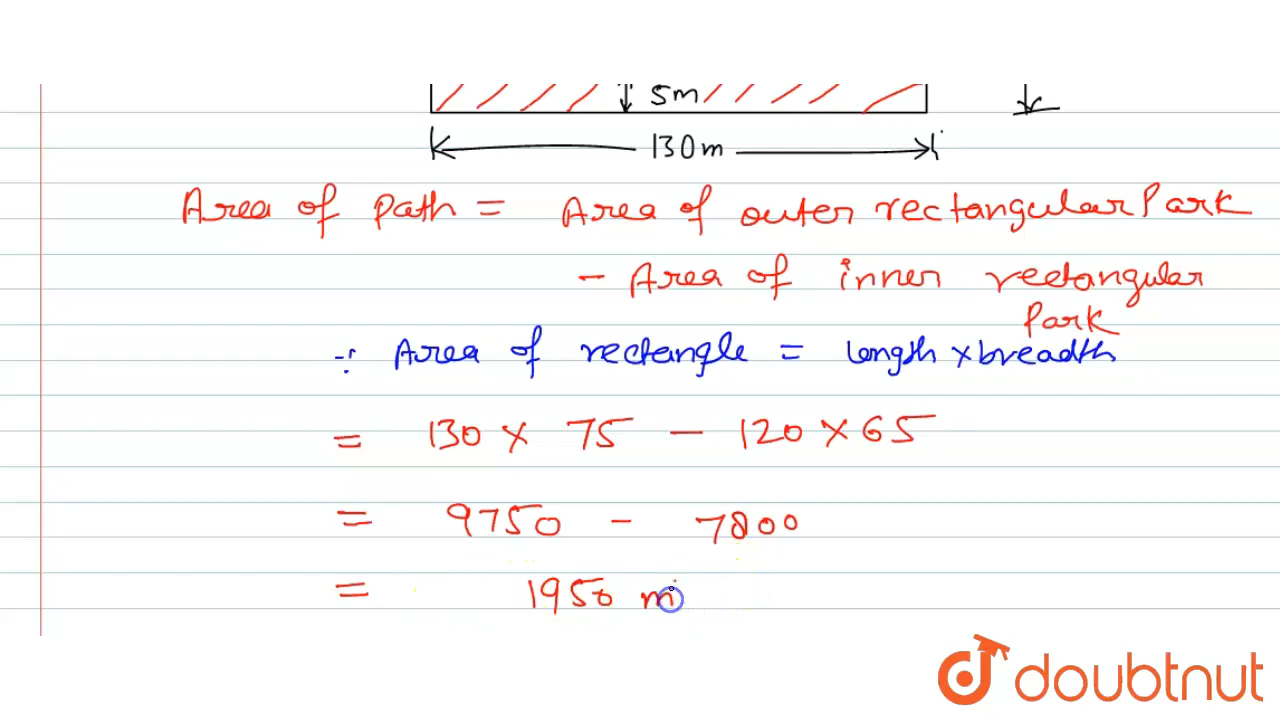 5m
130m
Area of path = Area of outer rectangular Park
- Area of inner rectangular
Park
∵ Area of rectangle = length × breadth
= 130 × 75 - 120 × 65
= 9750 - 7800
= 1950 m
doubtnut